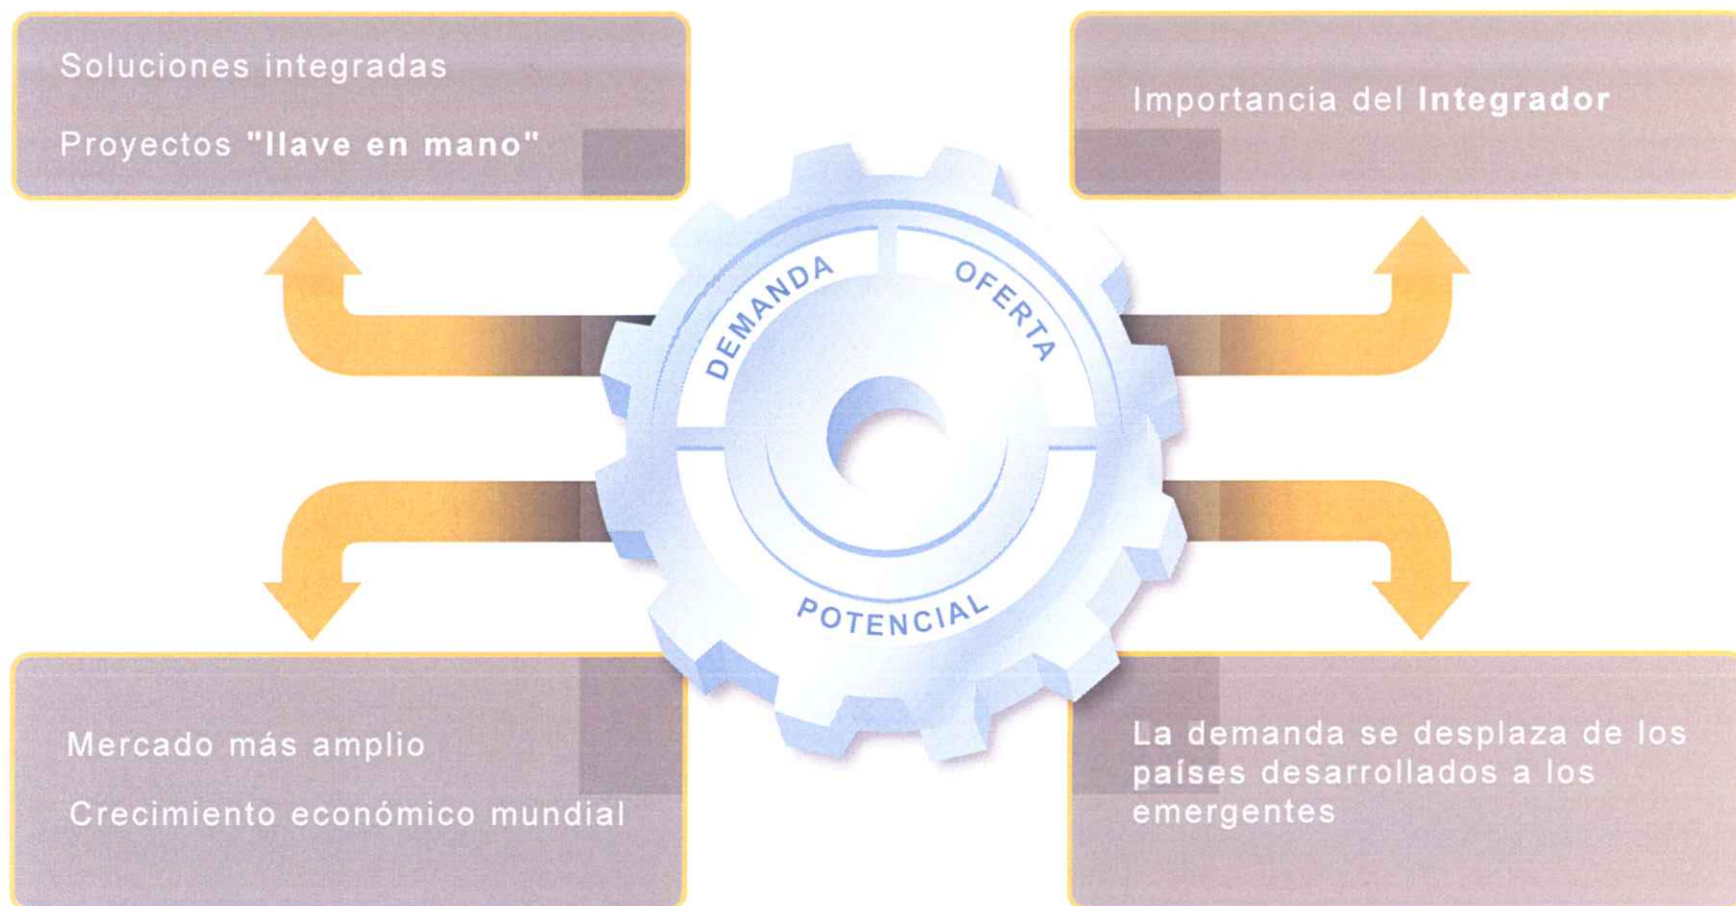 Soluciones integradas
Proyectos "llave en mano"
Importancia del Integrador
DEMANDA
OFERTA
POTENCIAL
Mercado más amplio
Crecimiento económico mundial
La demanda se desplaza de los
países desarrollados a los
emergentes